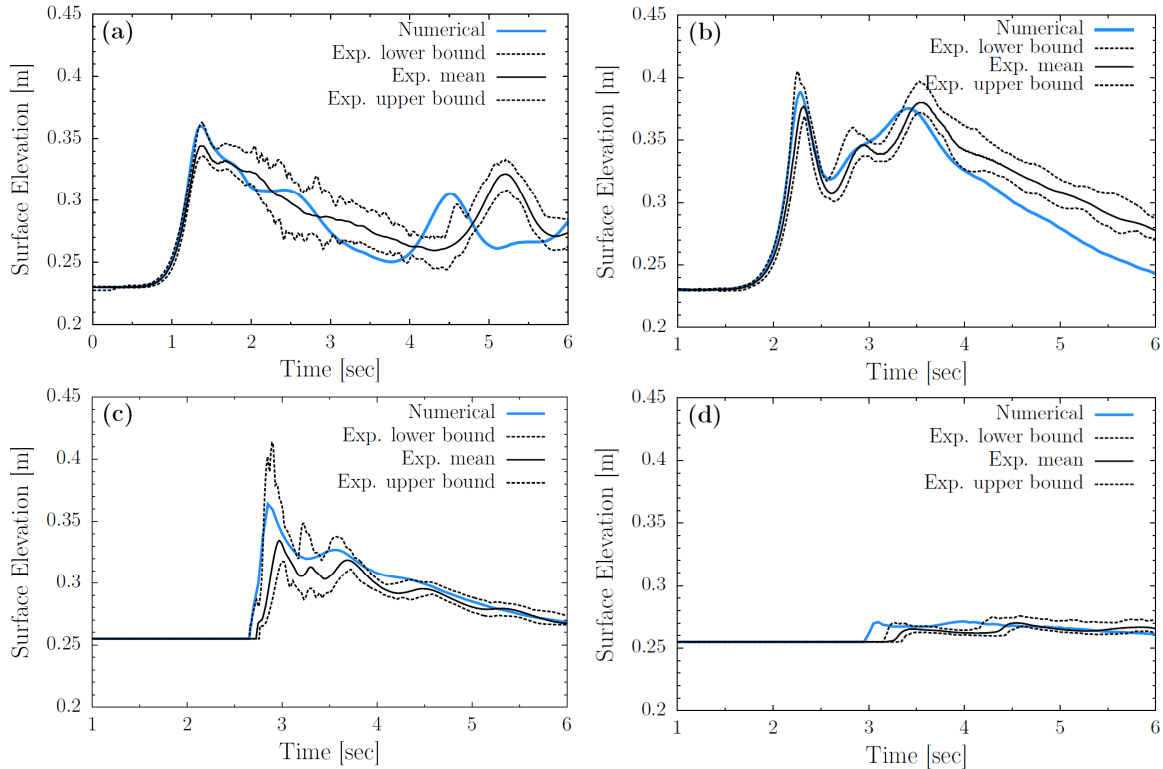 (a)
Numerical
Exp. lower bound
Exp. mean
Exp. upper bound
0.45
0.4
0.35
0.3
0.25
0.2
Surface Elevation [m]
0 1 2 3 4 5 6
Time [sec]
(b)
Numerical
Exp. lower bound
Exp. mean
Exp. upper bound
0.45
0.4
0.35
0.3
0.25
0.2
Surface Elevation [m]
1 2 3 4 5 6
Time [sec]
(c)
Numerical
Exp. lower bound
Exp. mean
Exp. upper bound
0.45
0.4
0.35
0.3
0.25
0.2
Surface Elevation [m]
1 2 3 4 5 6
Time [sec]
(d)
Numerical
Exp. lower bound
Exp. mean
Exp. upper bound
0.45
0.4
0.35
0.3
0.25
0.2
Surface Elevation [m]
1 2 3 4 5 6
Time [sec]